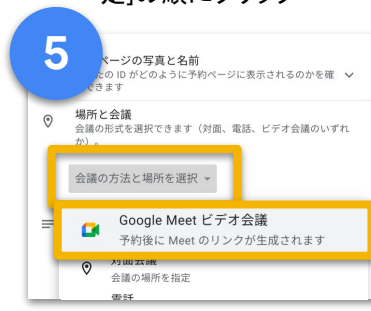 5
ページの写真と名前
の ID がどのように予約ページに表示されるのかを確
できます
場所と会議
会議の形式を選択できます（対面、電話、ビデオ会議のいずれ
か）。
会議の方法と場所を選択
Google Meet ビデオ会議
予約後に Meet のリンクが生成されます
対面会議
会議の場所を指定
電話